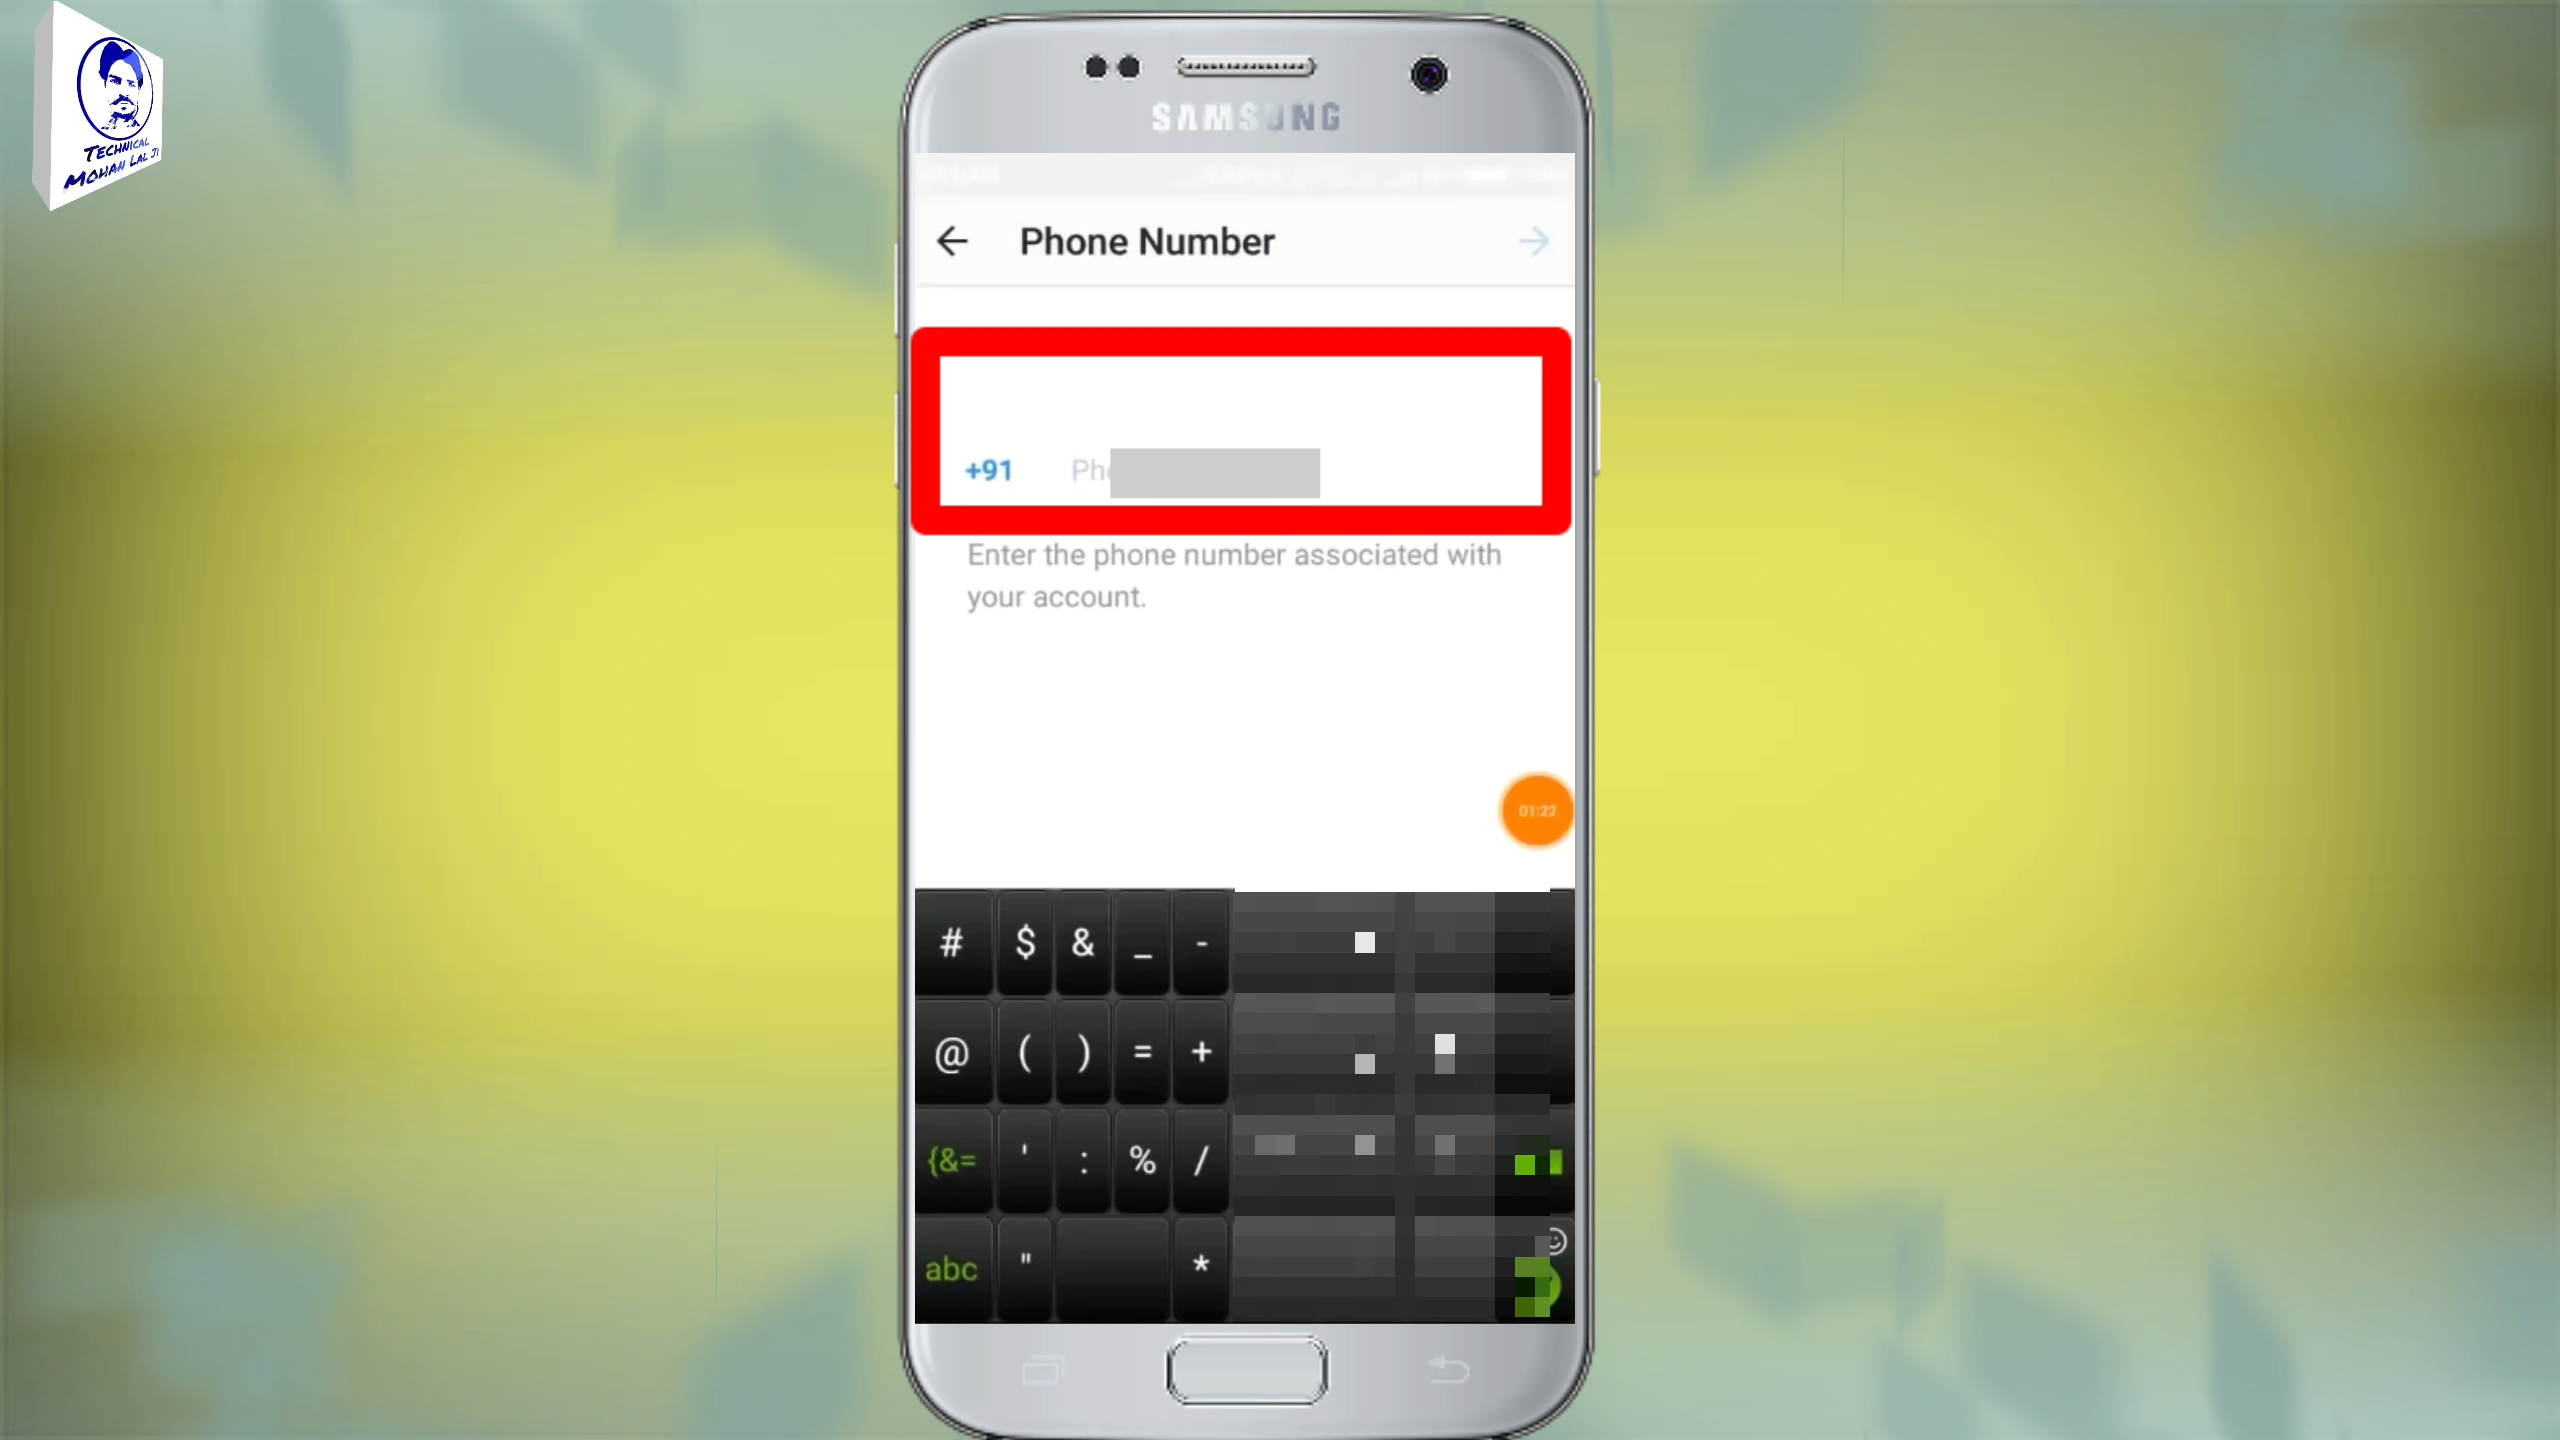 TECHNICAL
MOHAN LAL JI
SAMSUNG
Phone Number
+91
Enter the phone number associated with
your account.
01:22
# $ & _ -
@ ( ) = +
{&= ' : % /
abc " *